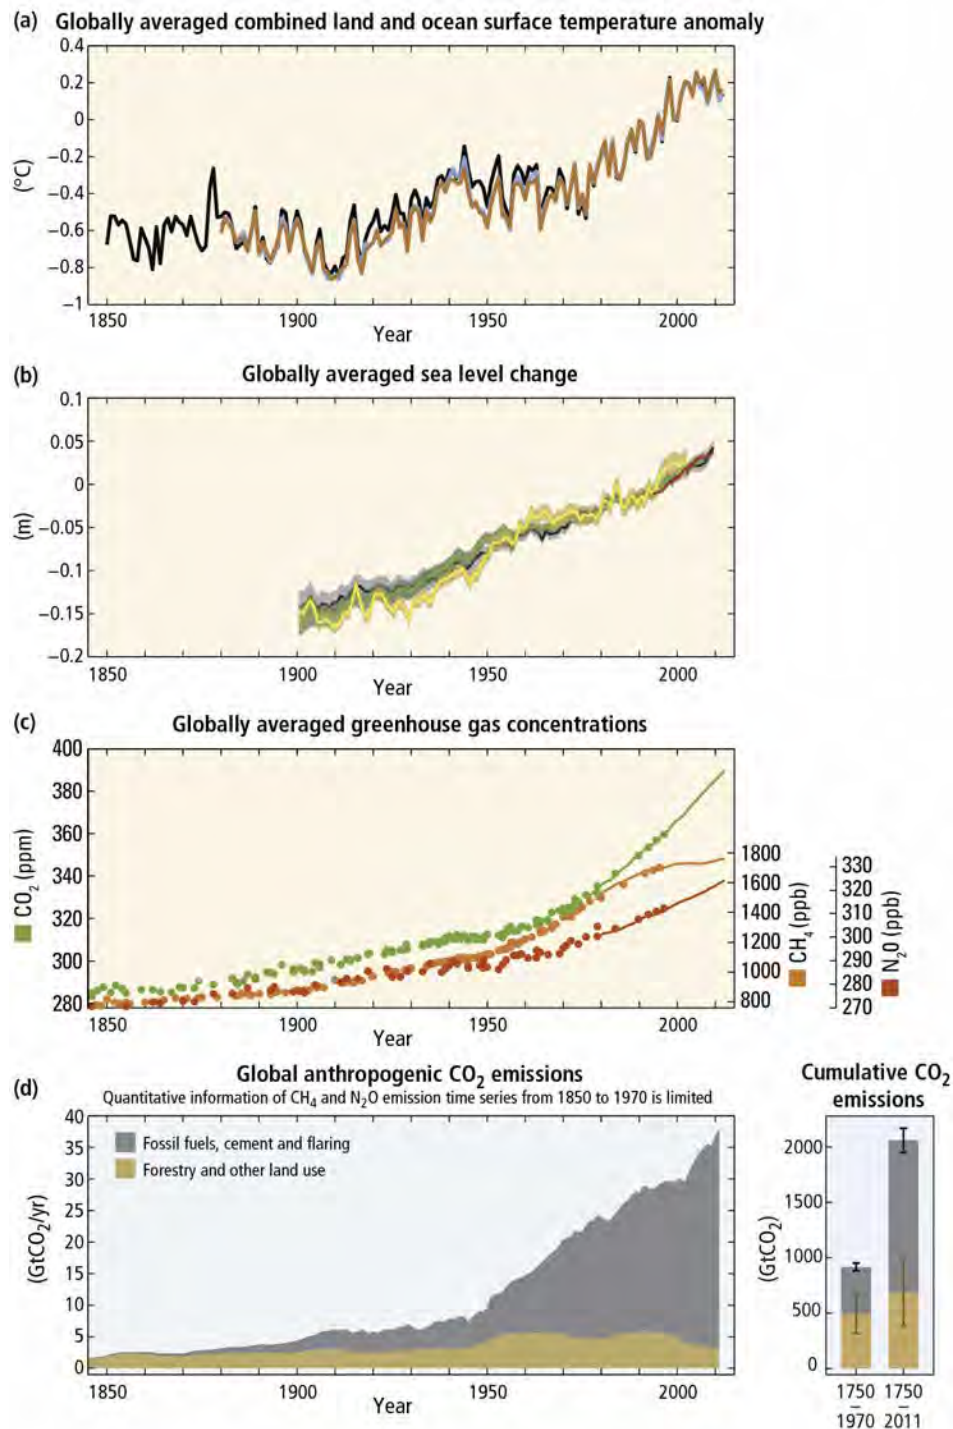 (a) Globally averaged combined land and ocean surface temperature anomaly
0.4
0.2
0
−0.2
−0.4
−0.6
−0.8
−1
(°C)
1850 1900 1950 2000
Year
(b) Globally averaged sea level change
0.1
0.05
0
−0.05
−0.1
−0.15
−0.2
(m)
1850 1900 1950 2000
Year
(c) Globally averaged greenhouse gas concentrations
400
380
360
340
320
300
280
CO2 (ppm)
1800
1600
1400
1200
1000
800
CH4 (ppb)
330
320
310
300
290
280
270
N2O (ppb)
1850 1900 1950 2000
Year
(d) Global anthropogenic CO2 emissions
Quantitative information of CH4 and N2O emission time series from 1850 to 1970 is limited
40
35
30
25
20
15
10
5
0
(GtCO2/yr)
Fossil fuels, cement and flaring
Forestry and other land use
1850 1900 1950 2000
Year
Cumulative CO2
emissions
2000
1500
1000
500
0
(GtCO2)
1750 1750
– –
1970 2011